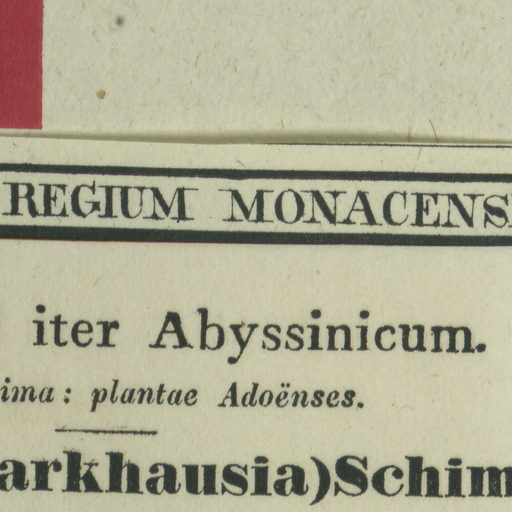 REGIUM MONACENS
iter Abyssinicum.
ima: plantae Adoënses.
arkhausia)Schim